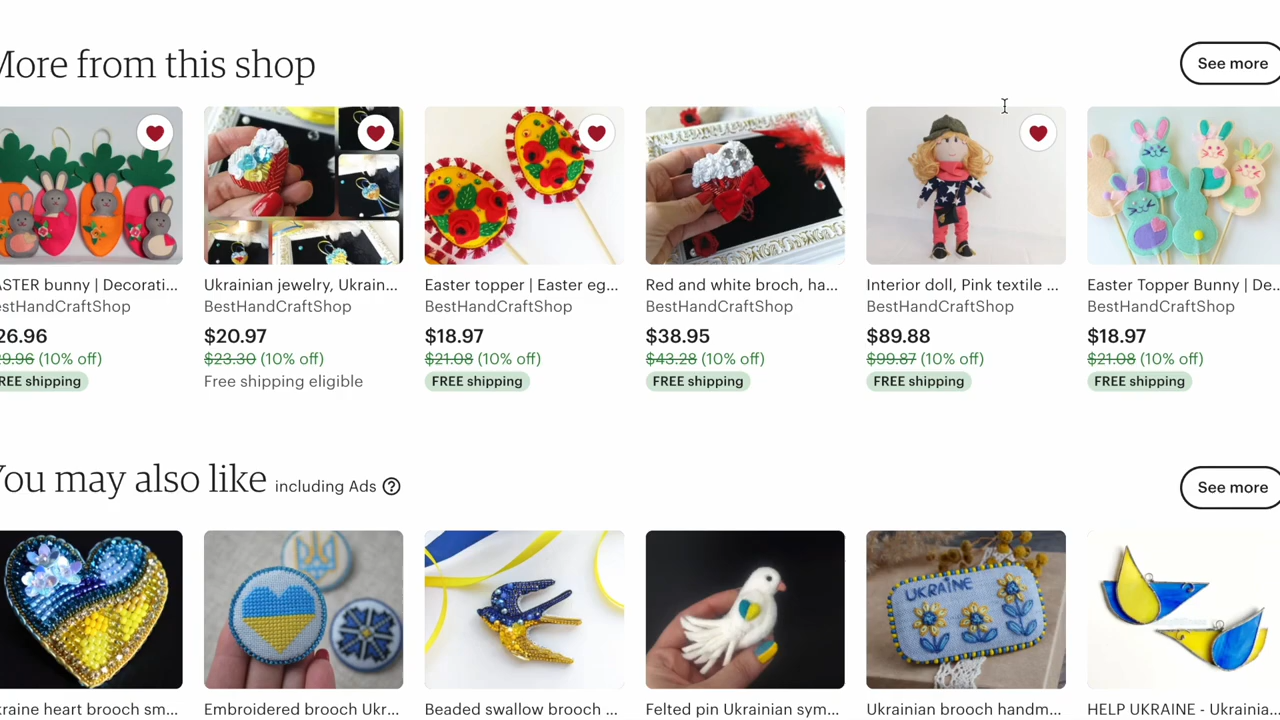 More from this shop
See more
ASTER bunny | Decorati...
Ukrainian jewelry, Ukrain...
Easter topper | Easter eg...
Red and white broch, ha...
Interior doll, Pink textile ...
Easter Topper Bunny | De...
estHandCraftShop
BestHandCraftShop
BestHandCraftShop
BestHandCraftShop
BestHandCraftShop
BestHandCraftShop
26.96
$20.97
$18.97
$38.95
$89.88
$18.97
29.96 (10% off)
$23.30 (10% off)
$21.08 (10% off)
$43.28 (10% off)
$99.87 (10% off)
$21.08 (10% off)
REE shipping
Free shipping eligible
FREE shipping
FREE shipping
FREE shipping
FREE shipping
You may also like including Ads ?
See more
UKRAINE
kraine heart brooch sm...
Embroidered brooch Ukr...
Beaded swallow brooch ...
Felted pin Ukrainian sym...
Ukrainian brooch handm...
HELP UKRAINE - Ukrainia...